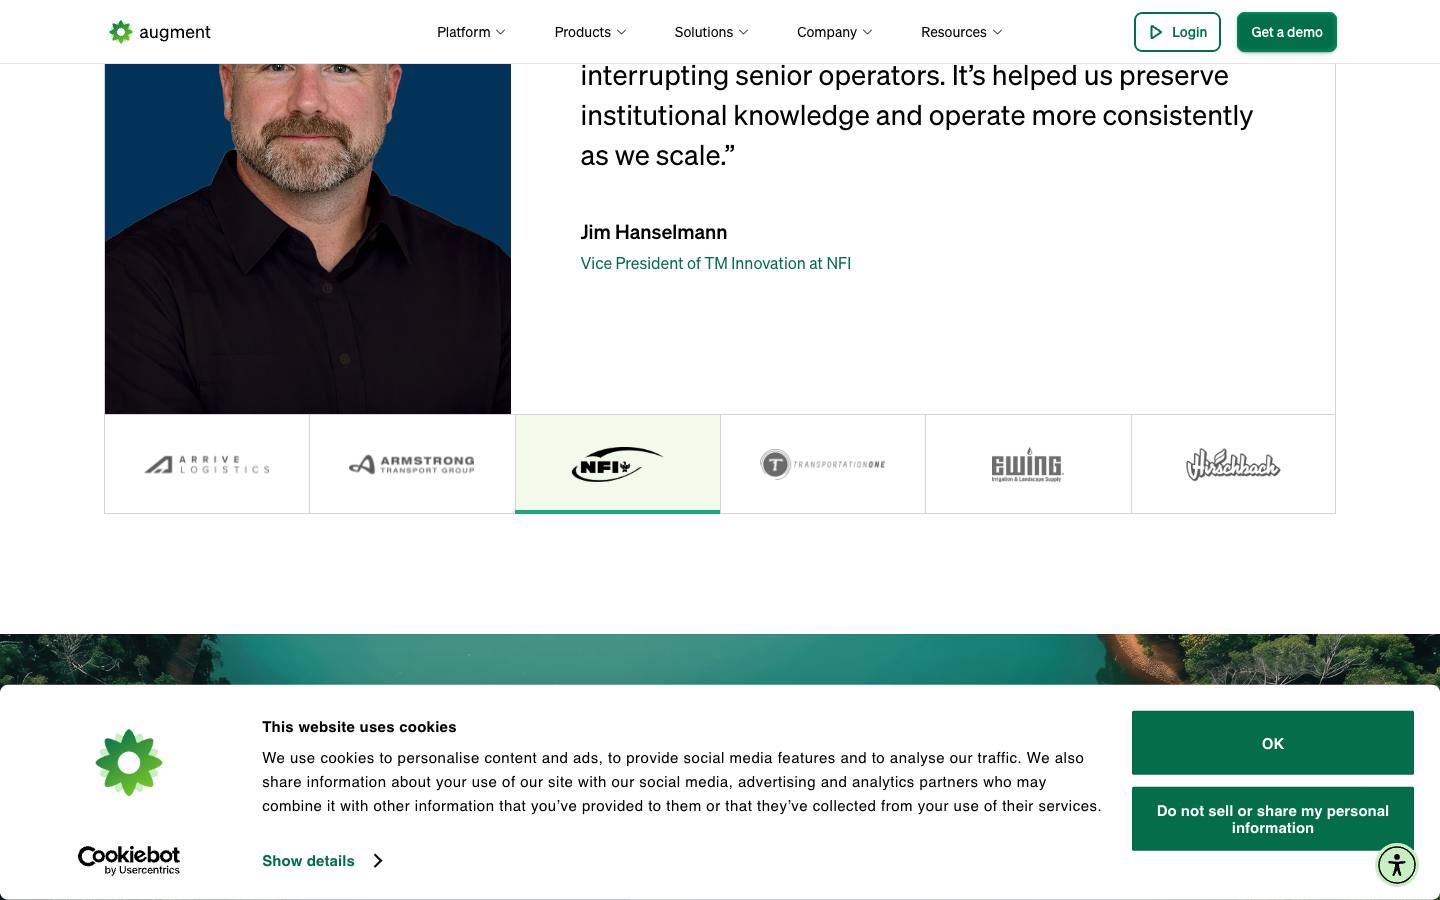 augment
Platform
Products
Solutions
Company
Resources
Login
Get a demo
interrupting senior operators. It’s helped us preserve
institutional knowledge and operate more consistently
as we scale.”
Jim Hanselmann
Vice President of TM Innovation at NFI
ARRIVE
LOGISTICS
ARMSTRONG
TRANSPORT GROUP
NFI
T TRANSPORTATIONONE
EWING
Irrigation & Landscape Supply
Hirschbach
This website uses cookies
We use cookies to personalise content and ads, to provide social media features and to analyse our traffic. We also
share information about your use of our site with our social media, advertising and analytics partners who may
combine it with other information that you’ve provided to them or that they’ve collected from your use of their services.
OK
Do not sell or share my personal
information
Cookiebot
by Usercentrics
Show details